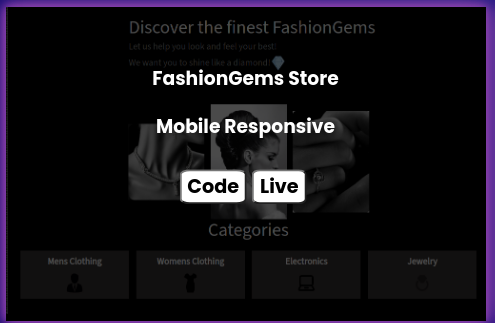 Discover the finest FashionGems
Let us help you look and feel your best!
We want you to shine like a diamond!
FashionGems Store
Mobile Responsive
Code Live
Categories
Mens Clothing Womens Clothing Electronics Jewelry